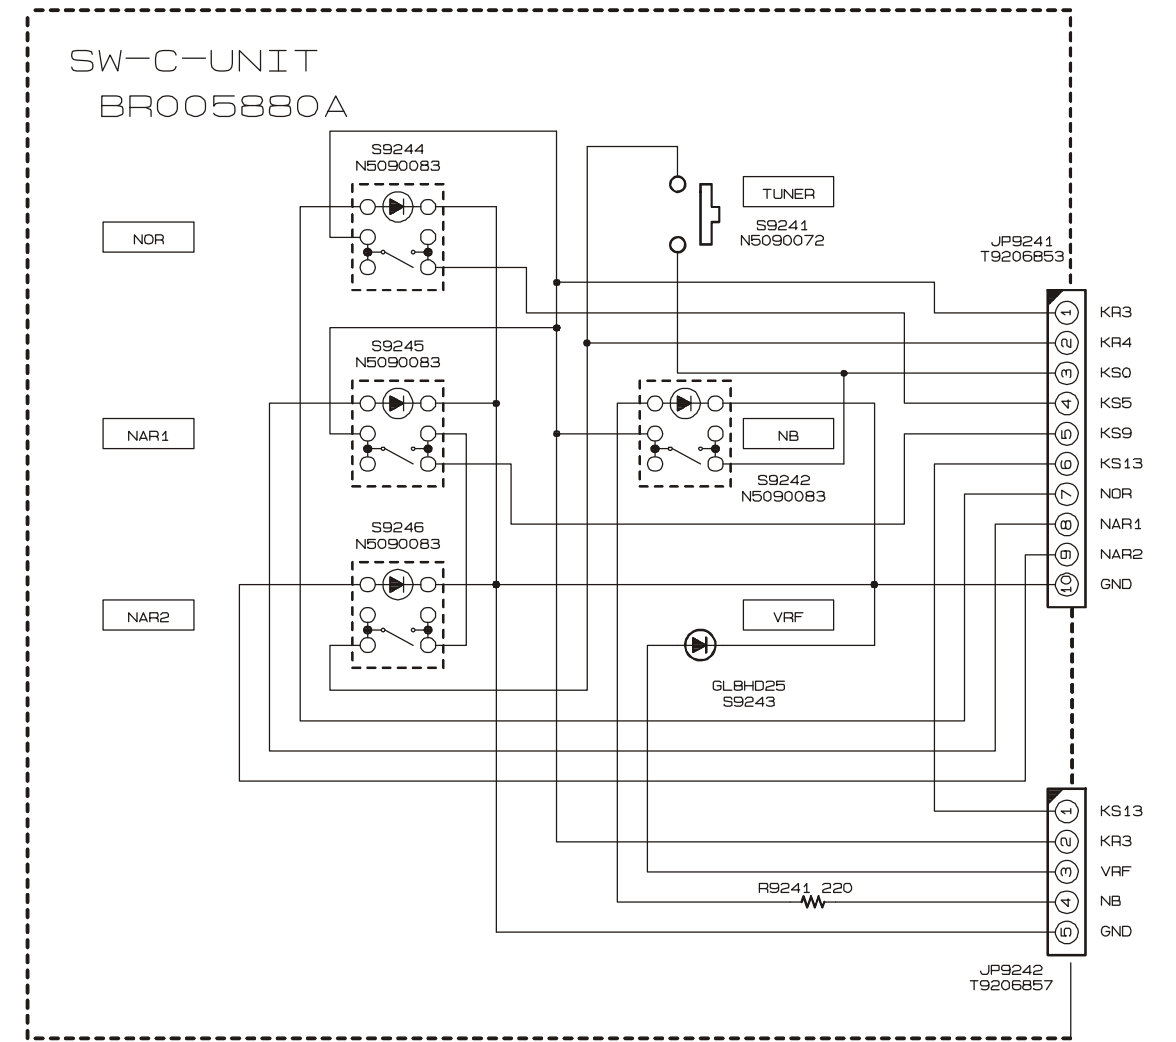 SW-C-UNIT
BR005880A
S9244
N5090083
NOR
TUNER
S9241
N5090072
JP9241
T9206853
1 KR3
2 KR4
3 KS0
4 KS5
5 KS9
6 KS13
7 NOR
8 NAR1
9 NAR2
10 GND
S9245
N5090083
NAR1
NB
S9242
N5090083
S9246
N5090083
NAR2
VRF
GL8HD25
S9243
1 KS13
2 KR3
3 VRF
R9241 220
4 NB
5 GND
JP9242
T9206857